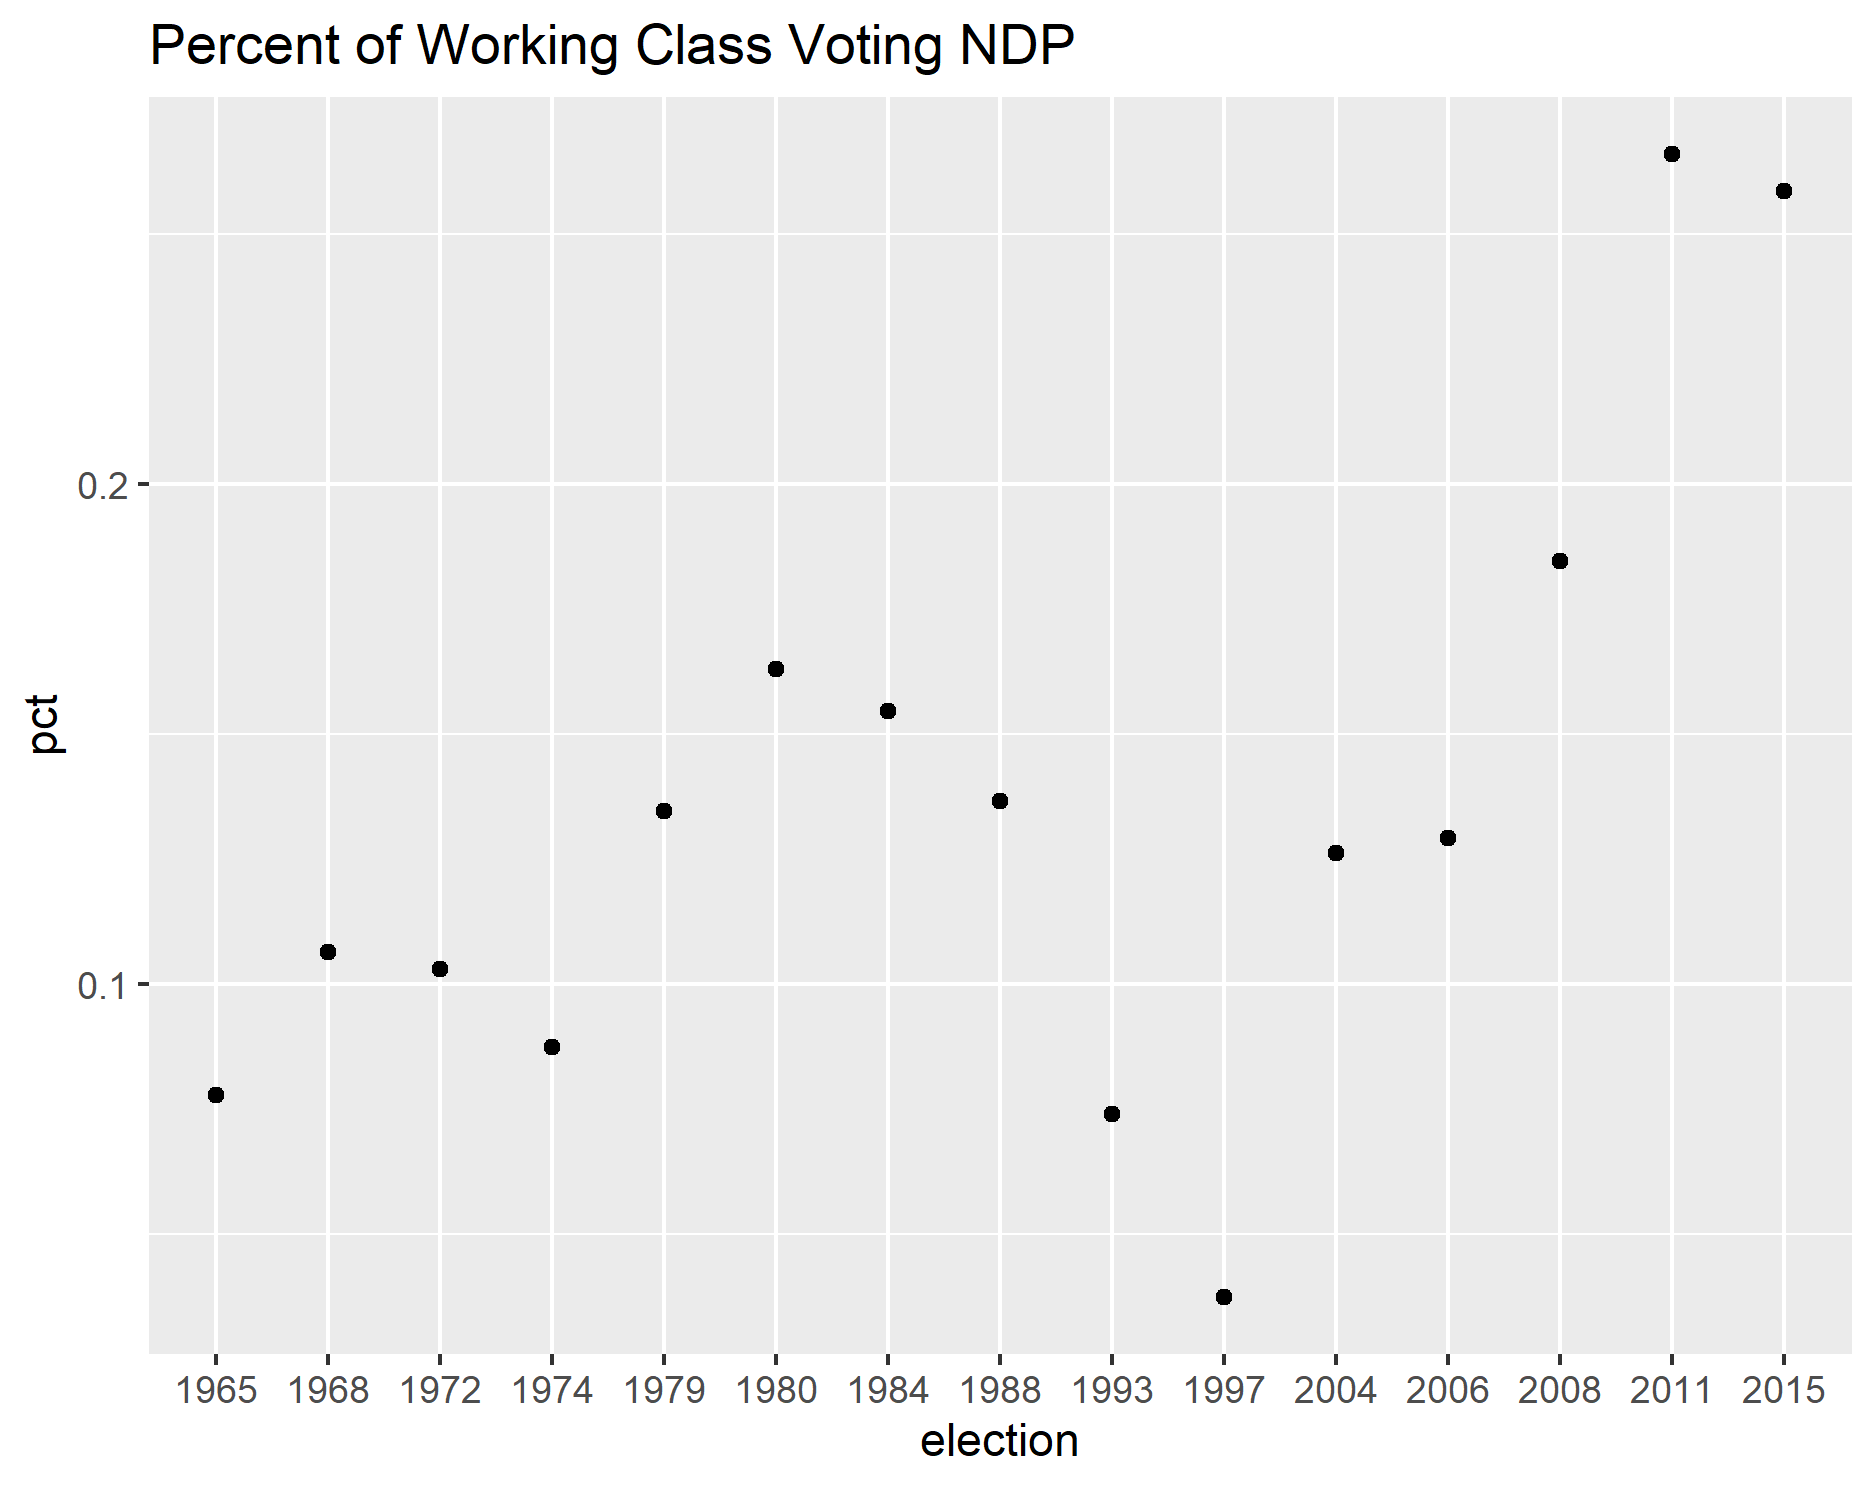 Percent of Working Class Voting NDP
0.2
0.1
pct
1965 1968 1972 1974 1979 1980 1984 1988 1993 1997 2004 2006 2008 2011 2015
election